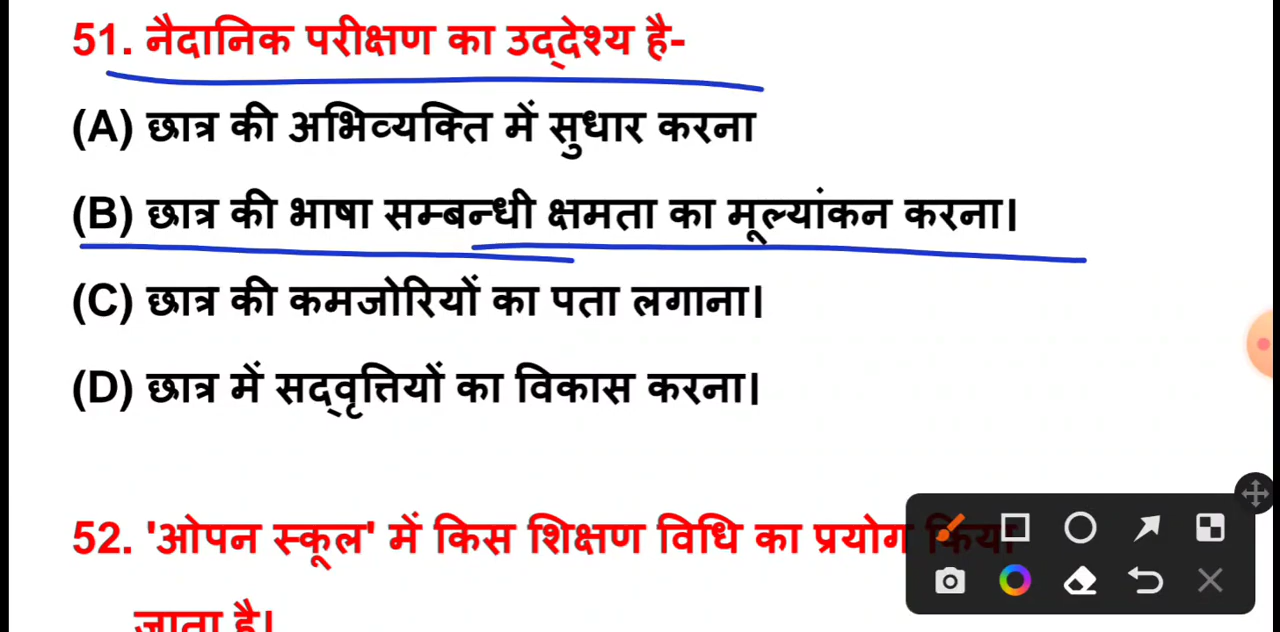 51. नैदानिक परीक्षण का उद्देश्य है-
(A) छात्र की अभिव्यक्ति में सुधार करना
(B) छात्र की भाषा सम्बन्धी क्षमता का मूल्यांकन करना।
(C) छात्र की कमजोरियों का पता लगाना।
(D) छात्र में सद्वृत्तियों का विकास करना।
52. 'ओपन स्कूल' में किस शिक्षण विधि का प्रयोग किया
जाता है।